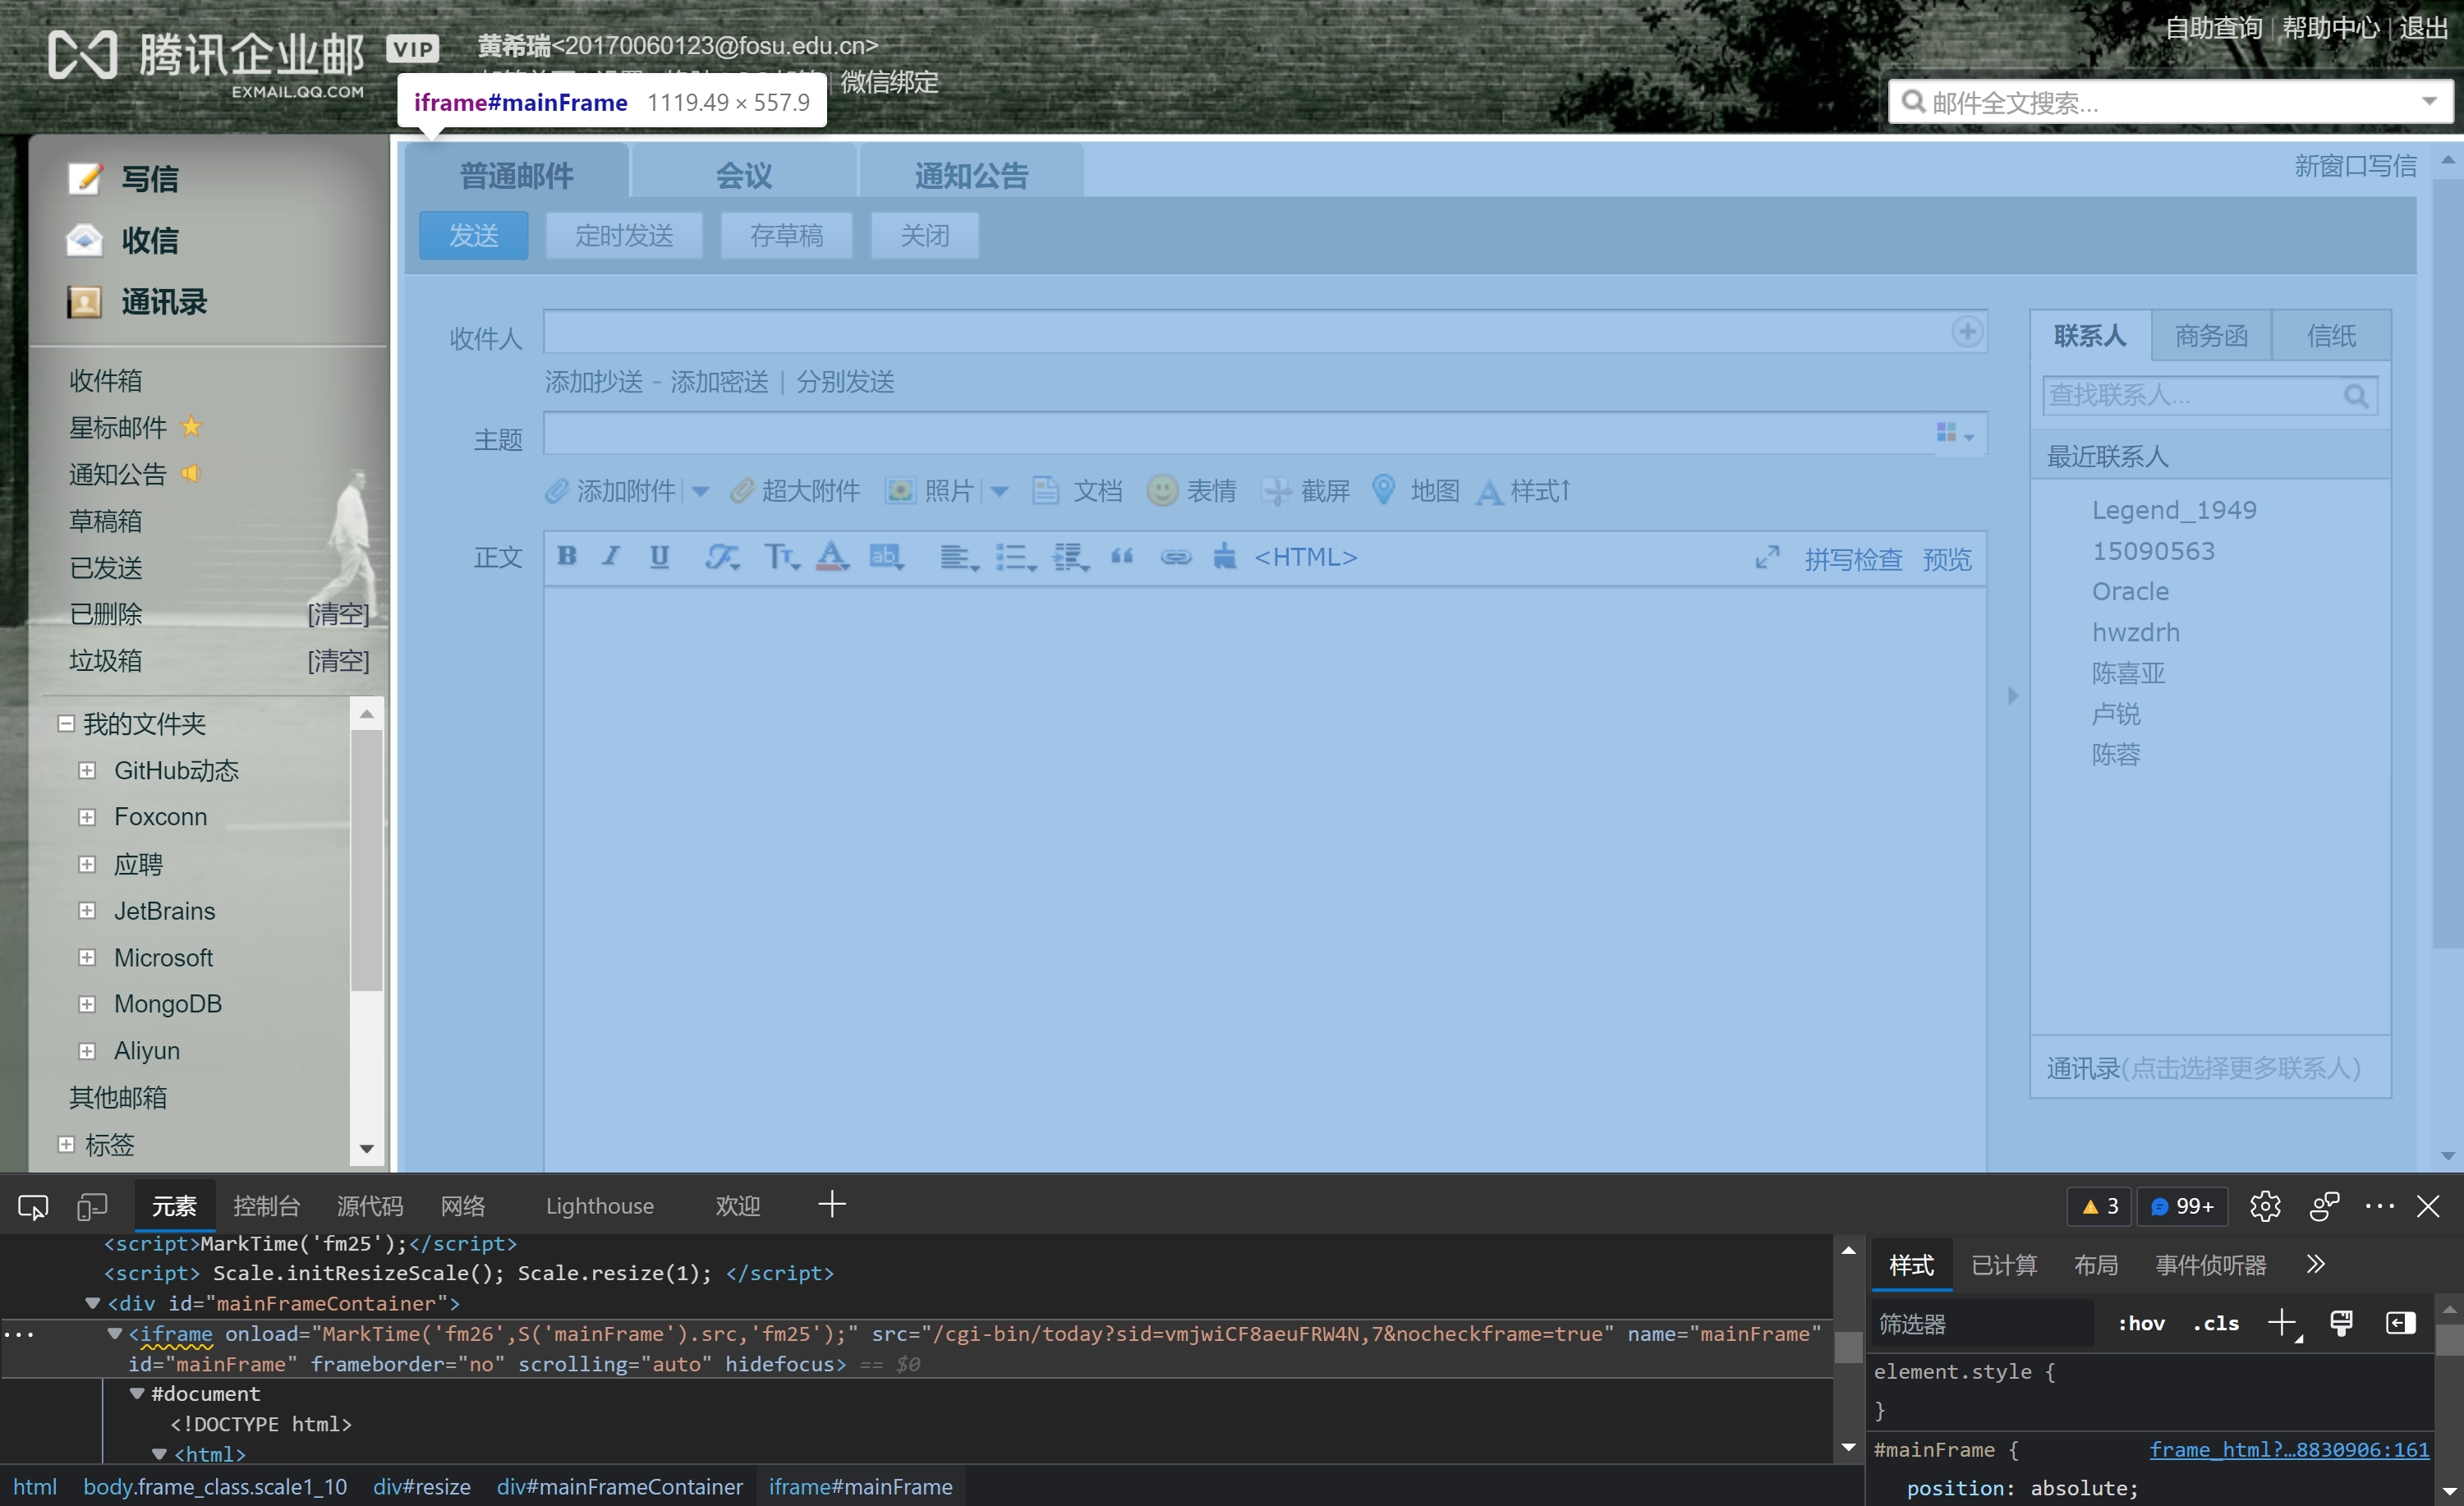 腾讯企业邮 VIP
EXMAIL.QQ.COM
黄希瑞<20170060123@fosu.edu.cn>
微信绑定
自助查询 | 帮助中心 | 退出
邮件全文搜索...
iframe#mainFrame 1119.49 × 557.9
写信
收信
通讯录
收件箱
星标邮件
通知公告
草稿箱
已发送
已删除 [清空]
垃圾箱 [清空]
我的文件夹
GitHub动态
Foxconn
应聘
JetBrains
Microsoft
MongoDB
Aliyun
其他邮箱
标签
普通邮件 会议 通知公告 新窗口写信
发送 定时发送 存草稿 关闭
收件人
添加抄送 - 添加密送 | 分别发送
主题
添加附件 | 超大附件 照片 | 文档 表情 截屏 地图 样式↑
正文 B I U <HTML> 拼写检查 预览
联系人 商务函 信纸
查找联系人...
最近联系人
Legend_1949
15090563
Oracle
hwzdrh
陈喜亚
卢锐
陈蓉
通讯录(点击选择更多联系人)
元素 控制台 源代码 网络 Lighthouse 欢迎 3 99+
<script>MarkTime('fm25');</script>
<script> Scale.initResizeScale(); Scale.resize(1); </script>
<div id="mainFrameContainer">
<iframe onload="MarkTime('fm26',S('mainFrame').src,'fm25');" src="/cgi-bin/today?sid=vmjwiCF8aeuFRW4N,7&nocheckframe=true" name="mainFrame"
id="mainFrame" frameborder="no" scrolling="auto" hidefocus> == $0
#document
<!DOCTYPE html>
<html>
html body.frame_class.scale1_10 div#resize div#mainFrameContainer iframe#mainFrame
样式 已计算 布局 事件侦听器
筛选器 :hov .cls
element.style {
}
#mainFrame { frame_html?…8830906:161
position: absolute;